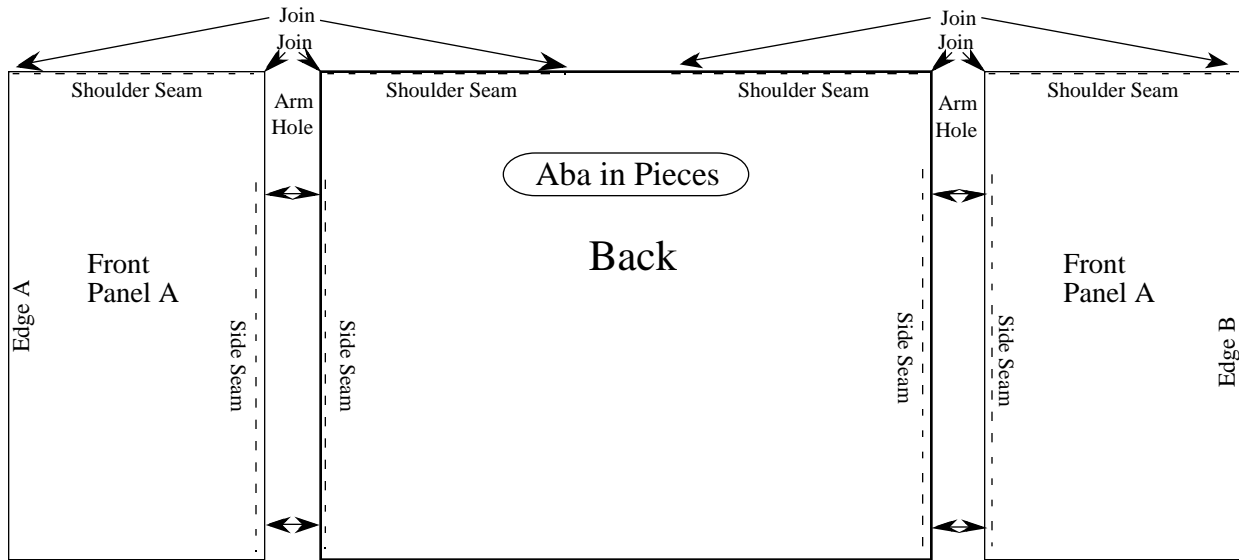 Join
Join
Join
Join
Shoulder Seam
Shoulder Seam
Shoulder Seam
Shoulder Seam
Arm
Hole
Arm
Hole
Aba in Pieces
Back
Front
Panel A
Front
Panel A
Edge A
Side Seam
Side Seam
Side Seam
Side Seam
Edge B